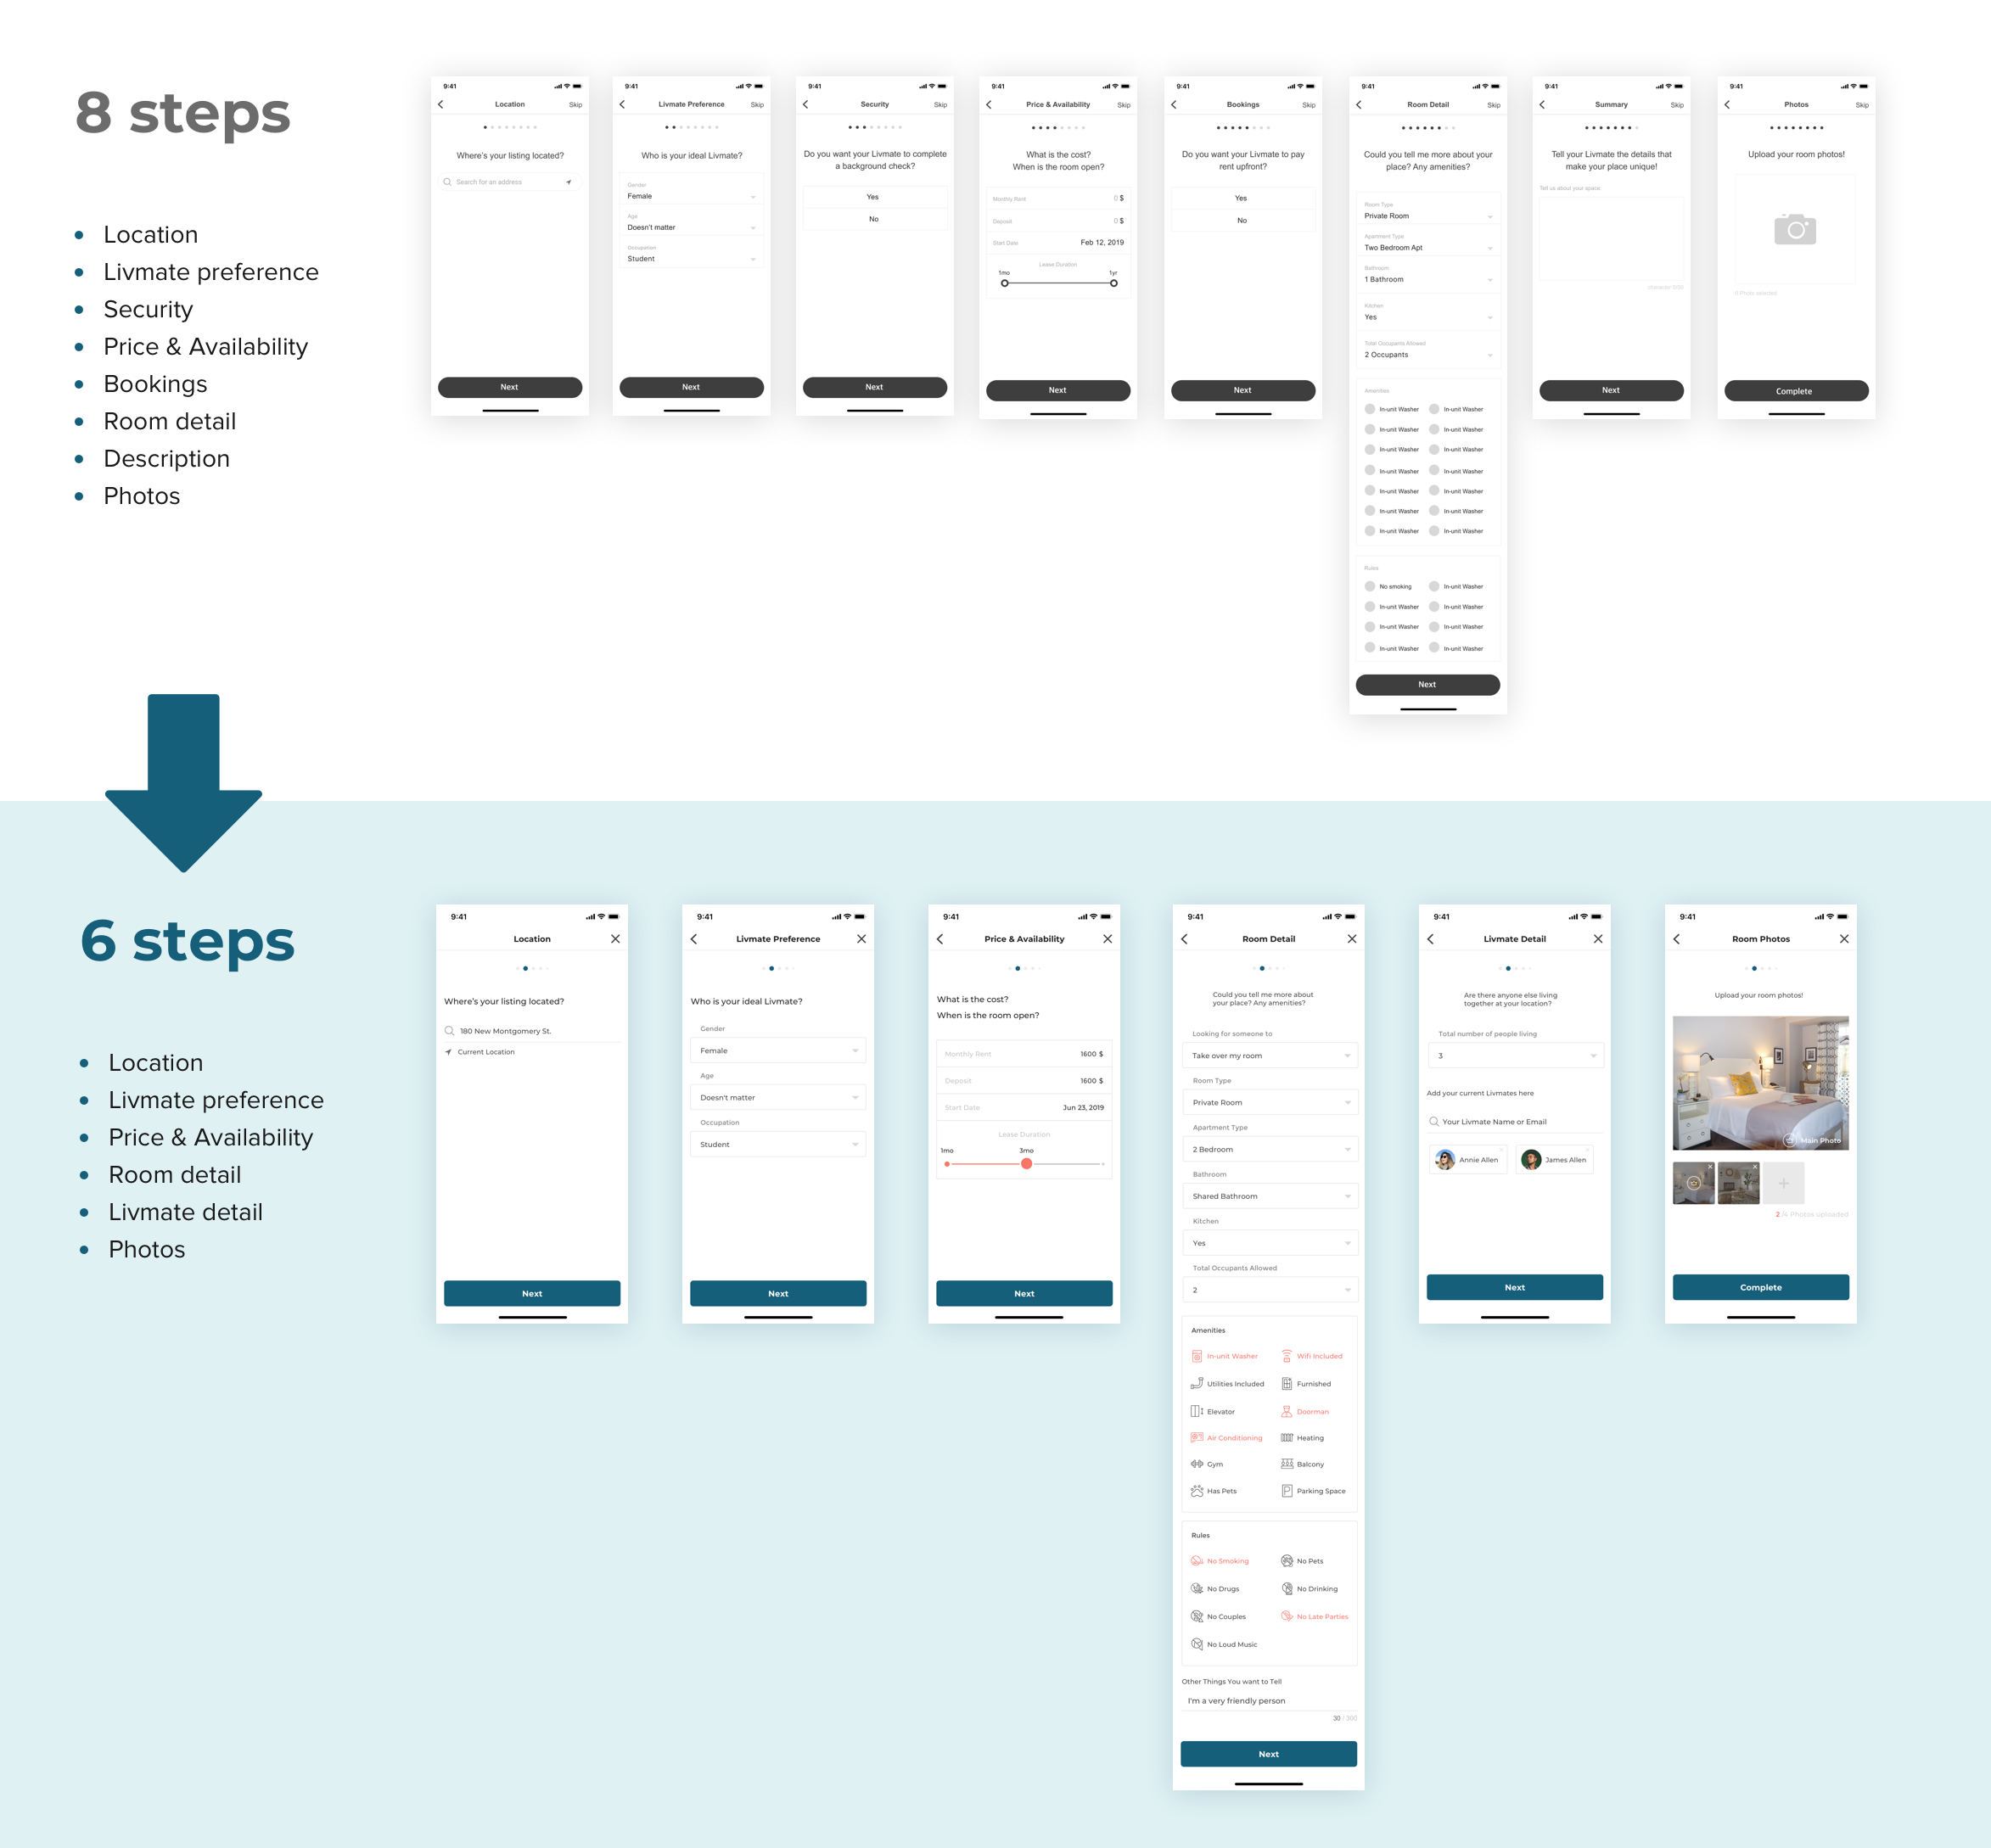 8 steps
Location
Livmate preference
Security
Price & Availability
Bookings
Room detail
Description
Photos
9:41
Location
Skip
Where's your listing located?
Search for an address
Next
9:41
Livmate Preference
Skip
Who is your ideal Livmate?
Gender
Female
Age
Doesn't matter
Occupation
Student
Next
9:41
Security
Skip
Do you want your Livmate to complete
a background check?
Yes
No
Next
9:41
Price & Availability
Skip
What is the cost?
When is the room open?
Monthly Rent
0 $
Deposit
0 $
Start Date
Feb 12, 2019
Lease Duration
1mo
1yr
Next
9:41
Bookings
Skip
Do you want your Livmate to pay
rent upfront?
Yes
No
Next
9:41
Room Detail
Skip
Could you tell me more about your
place? Any amenities?
Room Type
Private Room
Apartment Type
Two Bedroom Apt
Bathroom
1 Bathroom
Kitchen
Yes
Total Occupants Allowed
2 Occupants
Amenities
In-unit Washer In-unit Washer
In-unit Washer In-unit Washer
In-unit Washer In-unit Washer
In-unit Washer In-unit Washer
In-unit Washer In-unit Washer
In-unit Washer In-unit Washer
In-unit Washer In-unit Washer
Rules
No smoking In-unit Washer
In-unit Washer In-unit Washer
In-unit Washer In-unit Washer
In-unit Washer In-unit Washer
Next
9:41
Summary
Skip
Tell your Livmate the details that
make your place unique!
Tell us about your space
character 0/50
Next
9:41
Photos
Skip
Upload your room photos!
0 Photo selected
Complete
6 steps
Location
Livmate preference
Price & Availability
Room detail
Livmate detail
Photos
9:41
Location
Where's your listing located?
180 New Montgomery St.
Current Location
Next
9:41
Livmate Preference
Who is your ideal Livmate?
Gender
Female
Age
Doesn't matter
Occupation
Student
Next
9:41
Price & Availability
What is the cost?
When is the room open?
Monthly Rent
1600 $
Deposit
1600 $
Start Date
Jun 23, 2019
Lease Duration
1mo
3mo
Next
9:41
Room Detail
Could you tell me more about
your place? Any amenities?
Looking for someone to
Take over my room
Room Type
Private Room
Apartment Type
2 Bedroom
Bathroom
Shared Bathroom
Kitchen
Yes
Total Occupants Allowed
2
Amenities
In-unit Washer Wifi Included
Utilities Included Furnished
Elevator Doorman
Air Conditioning Heating
Gym Balcony
Has Pets Parking Space
Rules
No Smoking No Pets
No Drugs No Drinking
No Couples No Late Parties
No Loud Music
Other Things You want to Tell
I'm a very friendly person
30 / 300
Next
9:41
Livmate Detail
Are there anyone else living
together at your location?
Total number of people living
3
Add your current Livmates here
Your Livmate Name or Email
Annie Allen
James Allen
Next
9:41
Room Photos
Upload your room photos!
Main Photo
2 /4 Photos uploaded
Complete